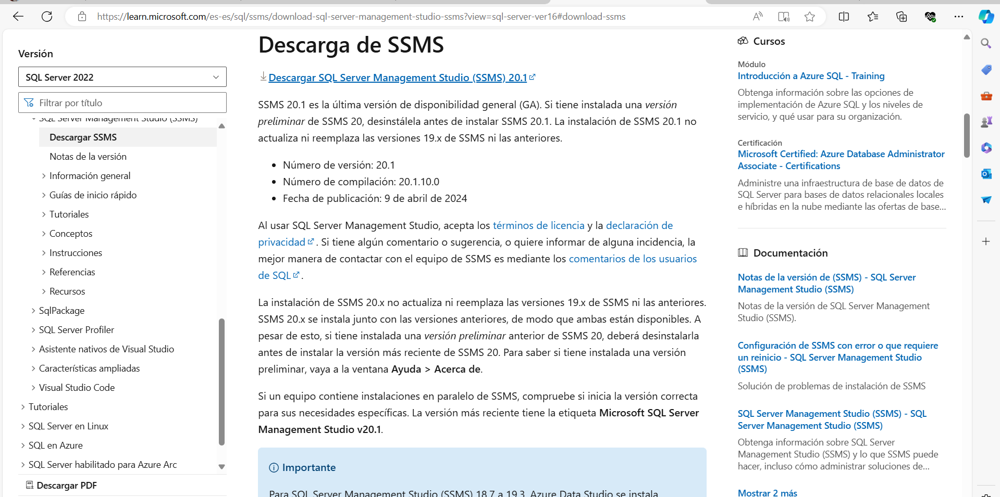 https://learn.microsoft.com/es-es/sql/ssms/download-sql-server-management-studio-ssms?view=sql-server-ver16#download-ssms
Versión
SQL Server 2022
Filtrar por título
SQL Server Management Studio (SSMS)
Descargar SSMS
Notas de la versión
Información general
Guías de inicio rápido
Tutoriales
Conceptos
Instrucciones
Referencias
Recursos
SqlPackage
SQL Server Profiler
Asistente nativos de Visual Studio
Características ampliadas
Visual Studio Code
Tutoriales
SQL Server en Linux
SQL en Azure
SQL Server habilitado para Azure Arc
Descargar PDF
Descarga de SSMS
Descargar SQL Server Management Studio (SSMS) 20.1
SSMS 20.1 es la última versión de disponibilidad general (GA). Si tiene instalada una versión
preliminar de SSMS 20, desinstálela antes de instalar SSMS 20.1. La instalación de SSMS 20.1 no
actualiza ni reemplaza las versiones 19.x de SSMS ni las anteriores.
• Número de versión: 20.1
• Número de compilación: 20.1.10.0
• Fecha de publicación: 9 de abril de 2024
Al usar SQL Server Management Studio, acepta los términos de licencia y la declaración de
privacidad . Si tiene algún comentario o sugerencia, o quiere informar de alguna incidencia, la
mejor manera de contactar con el equipo de SSMS es mediante los comentarios de los usuarios
de SQL .
La instalación de SSMS 20.x no actualiza ni reemplaza las versiones 19.x de SSMS ni las anteriores.
SSMS 20.x se instala junto con las versiones anteriores, de modo que ambas están disponibles. A
pesar de esto, si tiene instalada una versión preliminar anterior de SSMS 20, deberá desinstalarla
antes de instalar la versión más reciente de SSMS 20. Para saber si tiene instalada una versión
preliminar, vaya a la ventana Ayuda > Acerca de.
Si un equipo contiene instalaciones en paralelo de SSMS, compruebe si inicia la versión correcta
para sus necesidades específicas. La versión más reciente tiene la etiqueta Microsoft SQL Server
Management Studio v20.1.
Importante
Para SQL Server Management Studio (SSMS) 18.7 a 19.3, Azure Data Studio se instala
Cursos
Módulo
Introducción a Azure SQL - Training
Obtenga información sobre las opciones de
implementación de Azure SQL y los niveles de
servicio, y qué usar para su organización.
Certificación
Microsoft Certified: Azure Database Administrator
Associate - Certifications
Administre una infraestructura de base de datos de
SQL Server para bases de datos relacionales locales
e híbridas en la nube mediante las ofertas de base...
Documentación
Notas de la versión de (SSMS) - SQL Server
Management Studio (SSMS)
Notas de la versión de SQL Server Management
Studio (SSMS).
Configuración de SSMS con error o que requiere
un reinicio - SQL Server Management Studio
(SSMS)
Solución de problemas de instalación de SSMS
SQL Server Management Studio (SSMS) - SQL
Server Management Studio (SSMS)
Obtenga información sobre SQL Server
Management Studio (SSMS) y lo que SSMS puede
hacer, incluso cómo administrar soluciones de...
Mostrar 2 más